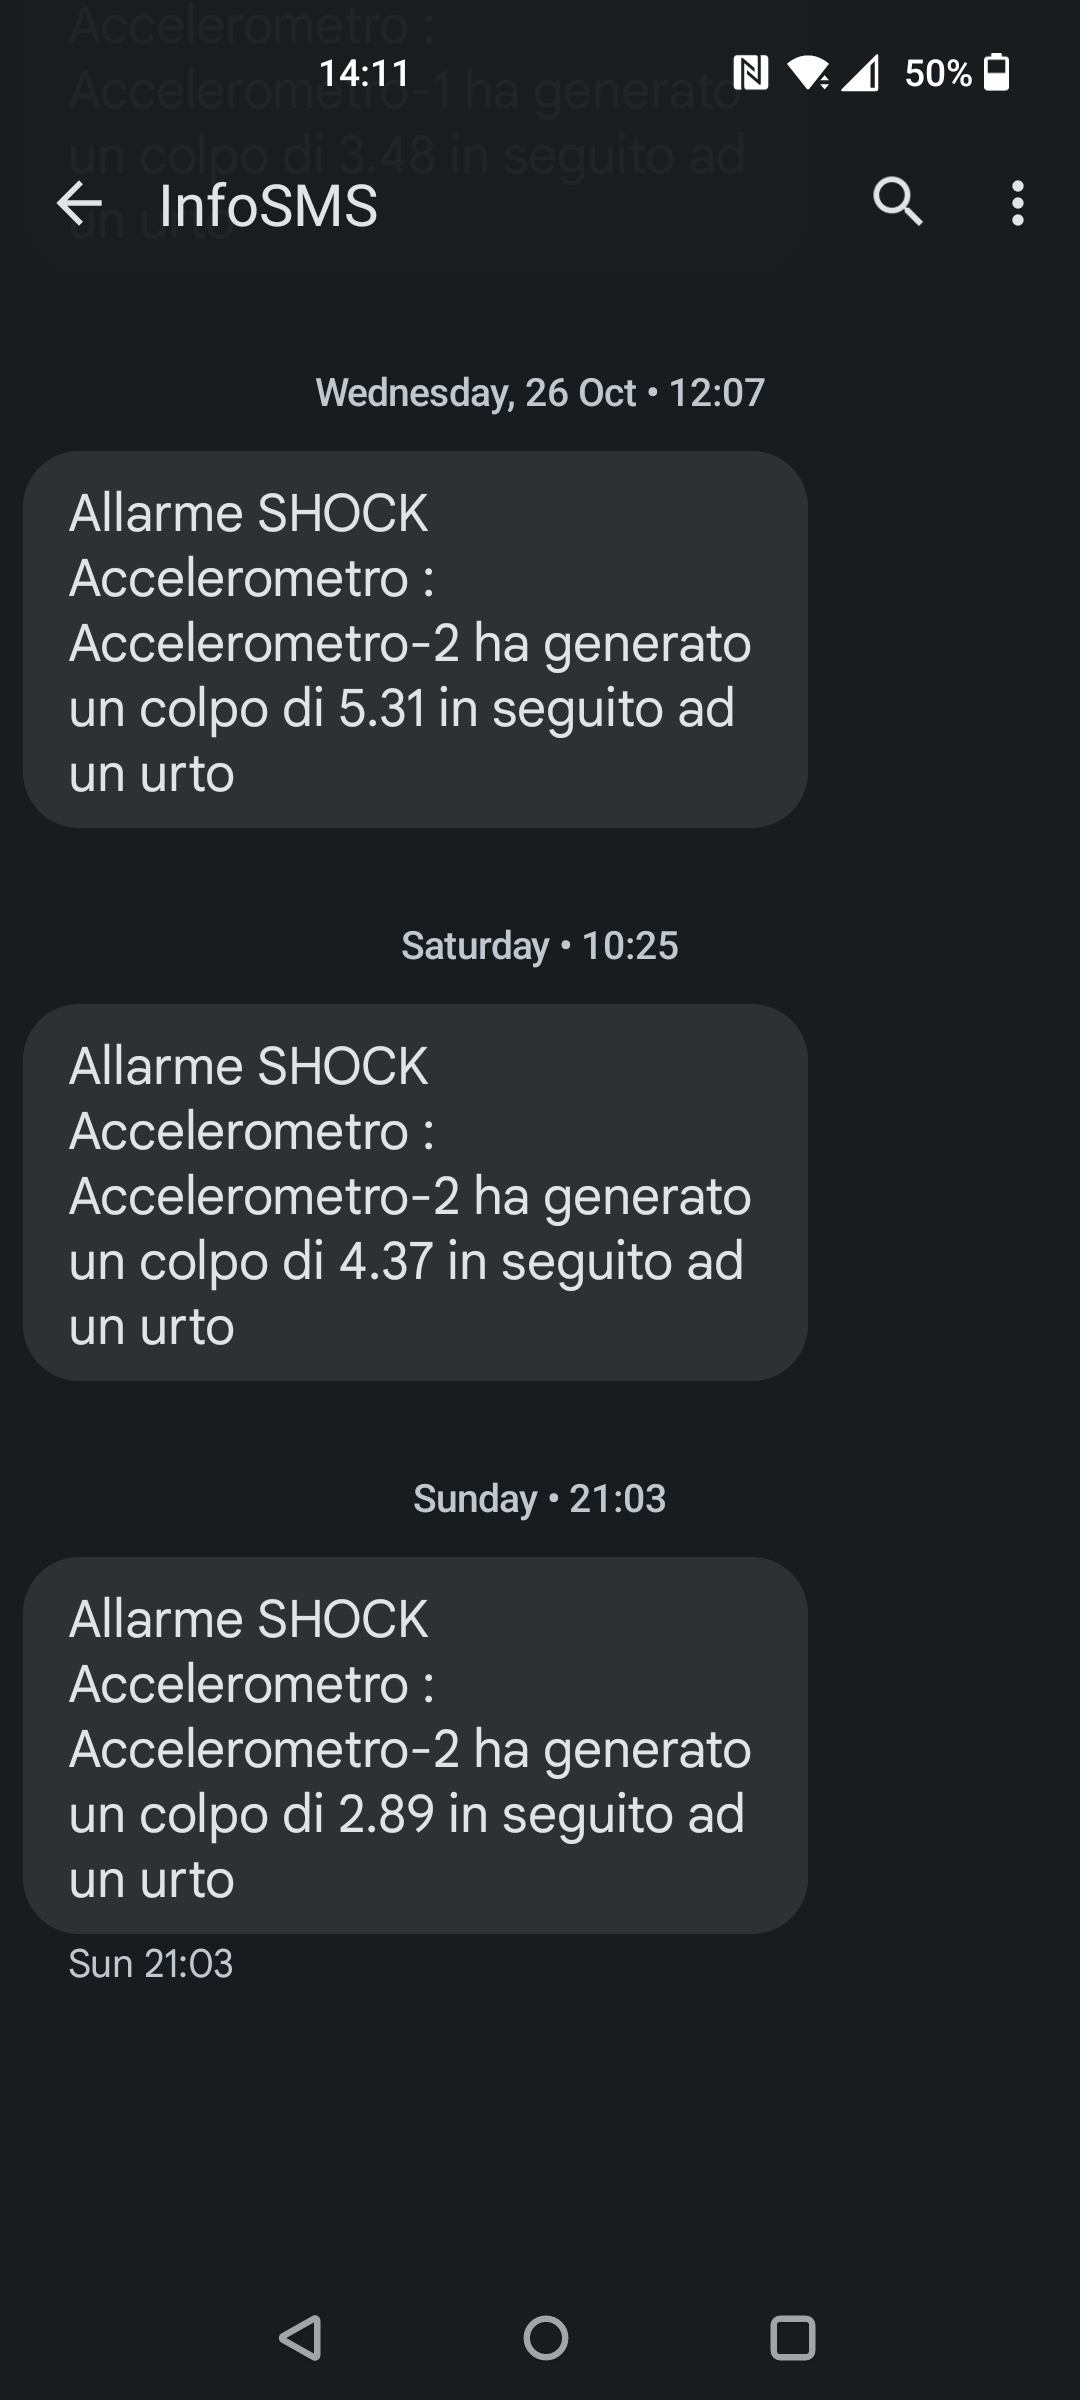 Accelerometro :
14:11
50%
Accelerometro-1 ha generato
un colpo di 3.48 in seguito ad
InfoSMS
un urto
Wednesday, 26 Oct • 12:07
Allarme SHOCK
Accelerometro :
Accelerometro-2 ha generato
un colpo di 5.31 in seguito ad
un urto
Saturday • 10:25
Allarme SHOCK
Accelerometro :
Accelerometro-2 ha generato
un colpo di 4.37 in seguito ad
un urto
Sunday • 21:03
Allarme SHOCK
Accelerometro :
Accelerometro-2 ha generato
un colpo di 2.89 in seguito ad
un urto
Sun 21:03